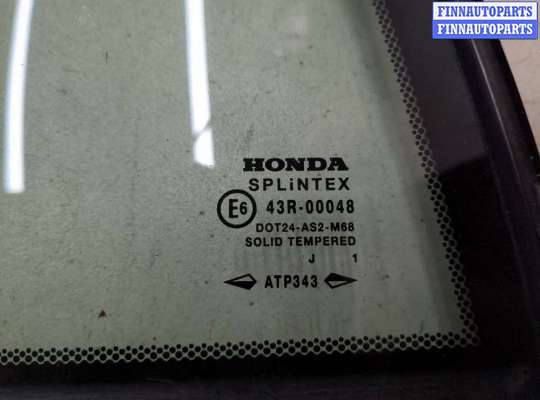 FINNAUTOPARTS
FINNAUTOPARTS
HONDA
SPLiNTEX
E6 43R-00048
DOT24-AS2-M68
SOLID TEMPERED
J 1
ATP343